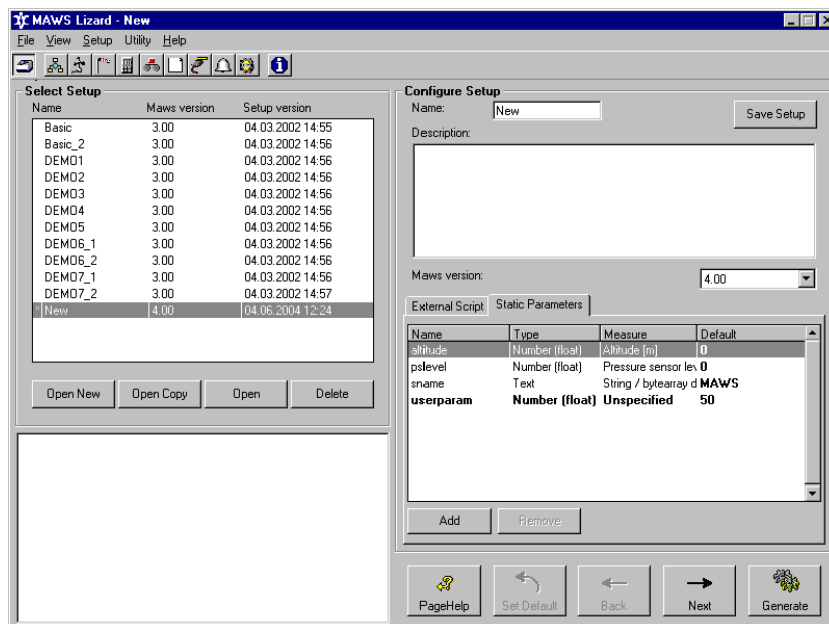 MAWS Lizard - New
File View Setup Utility Help
Select Setup
Name Maws version Setup version
Basic 3.00 04.03.2002 14:55
Basic_2 3.00 04.03.2002 14:56
DEMO1 3.00 04.03.2002 14:56
DEMO2 3.00 04.03.2002 14:56
DEMO3 3.00 04.03.2002 14:56
DEMO4 3.00 04.03.2002 14:56
DEMO5 3.00 04.03.2002 14:56
DEMO6_1 3.00 04.03.2002 14:56
DEMO6_2 3.00 04.03.2002 14:56
DEMO7_1 3.00 04.03.2002 14:56
DEMO7_2 3.00 04.03.2002 14:57
* New 4.00 04.06.2004 12:24
Open New Open Copy Open Delete
Configure Setup
Name: New Save Setup
Description:
Maws version: 4.00
External Script Static Parameters
Name Type Measure Default
altitude Number (float) Altitude [m] 0
pslevel Number (float) Pressure sensor lev 0
sname Text String / bytearray d MAWS
userparam Number (float) Unspecified 50
Add Remove
PageHelp Set Default Back Next Generate